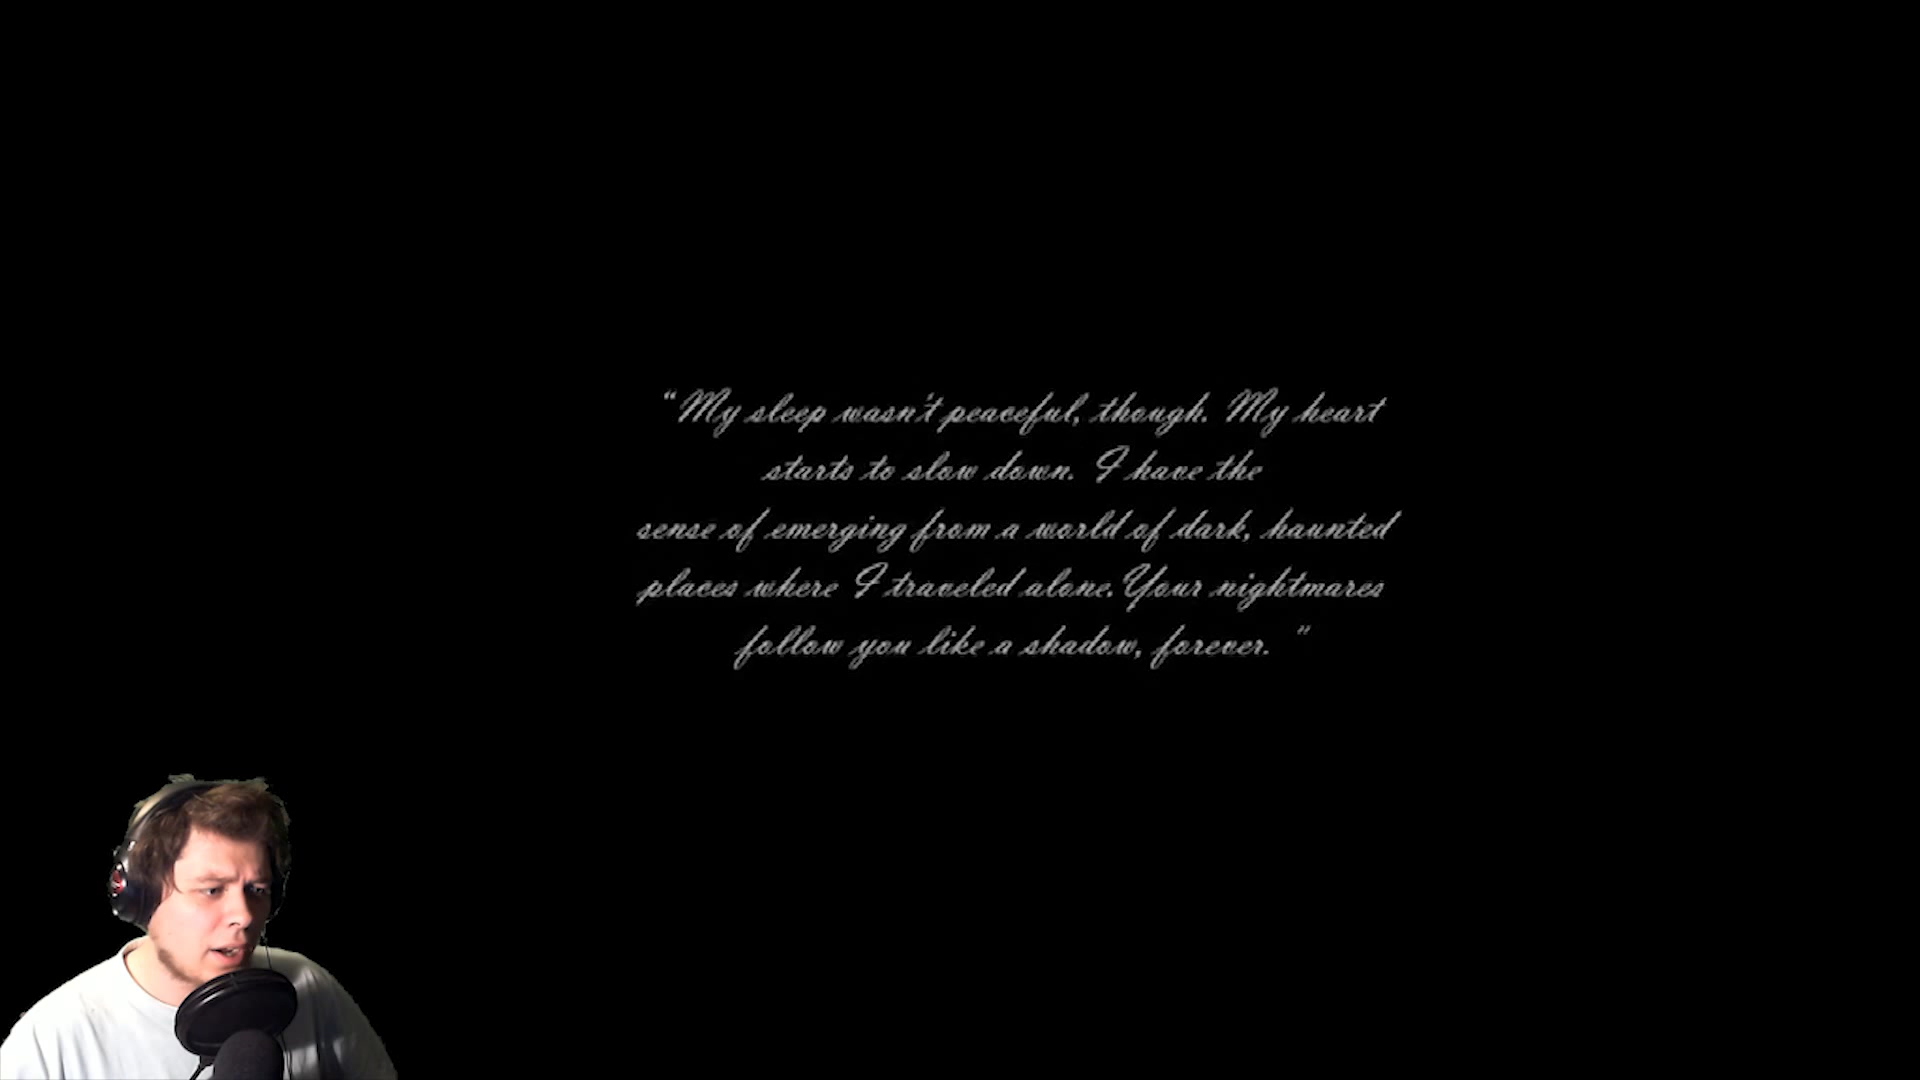 “My sleep wasn't peaceful, though. My heart
starts to slow down. I have the
sense of emerging from a world of dark, haunted
places where I traveled alone.Your nightmares
follow you like a shadow, forever. ”